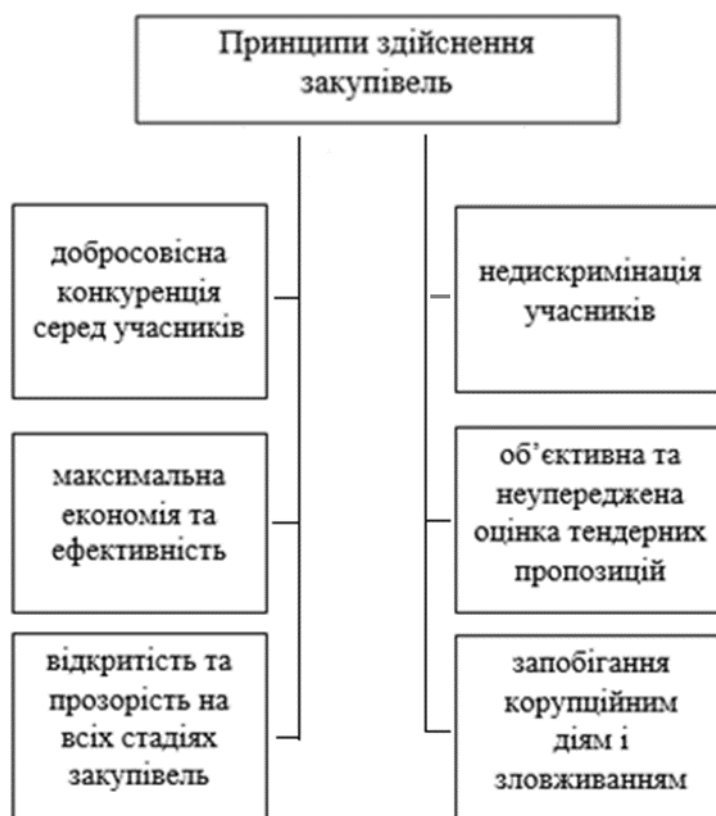 Принципи здійснення
закупівель
добросовісна
конкуренція
серед учасників
недискримінація
учасників
максимальна
економія та
ефективність
об’єктивна та
неупереджена
оцінка тендерних
пропозицій
відкритість та
прозорість на
всіх стадіях
закупівель
запобігання
корупційним
діям і
зловживанням